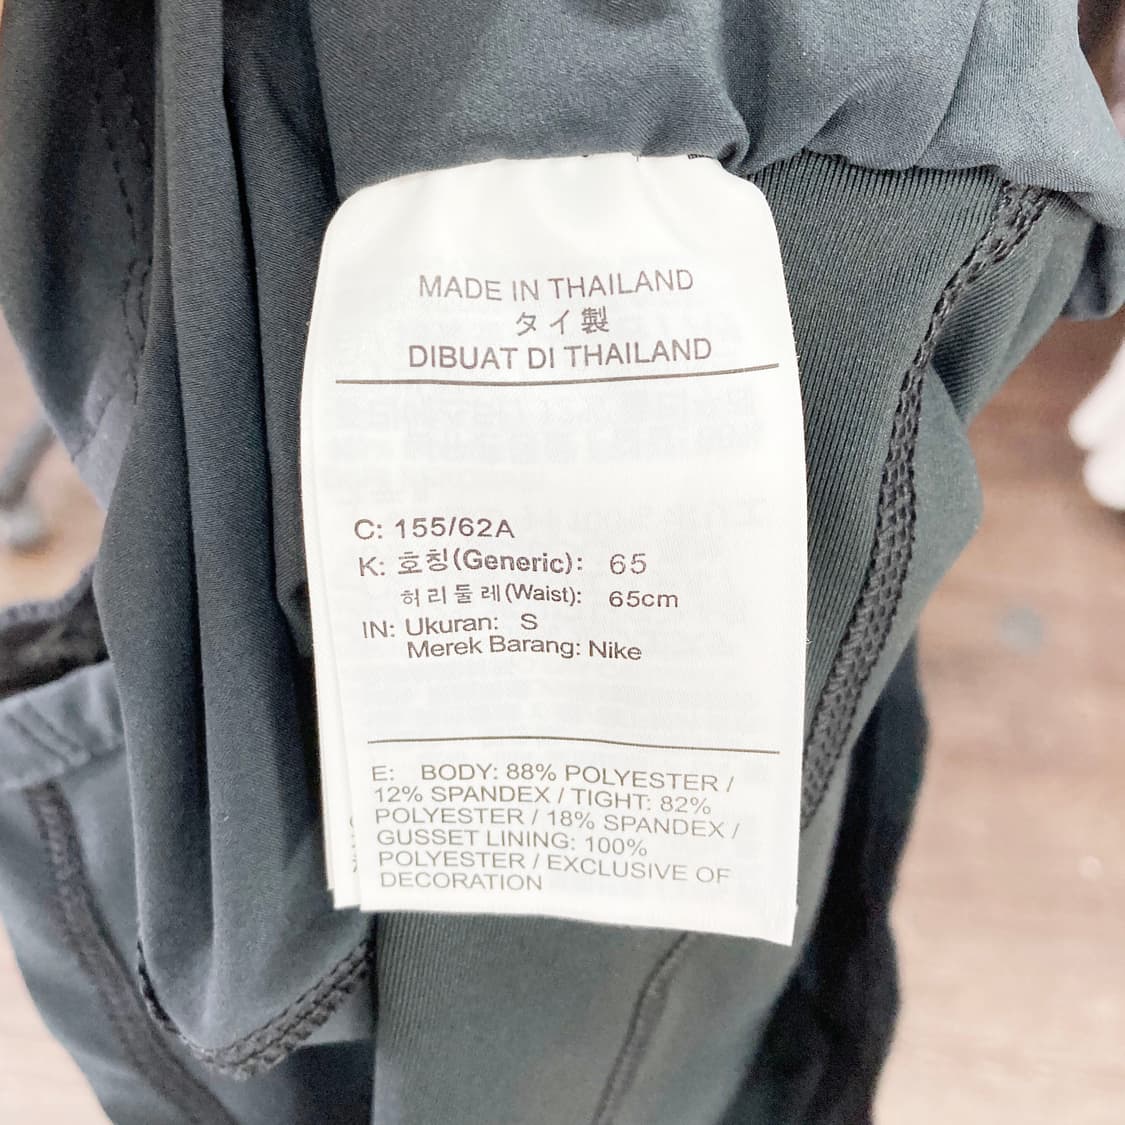 MADE IN THAILAND
タイ製
DIBUAT DI THAILAND
C: 155/62A
K: 호칭(Generic): 65
허리둘레(Waist): 65cm
IN: Ukuran: S
Merek Barang: Nike
E: BODY: 88% POLYESTER /
12% SPANDEX / TIGHT: 82%
POLYESTER / 18% SPANDEX /
GUSSET LINING: 100%
POLYESTER / EXCLUSIVE OF
DECORATION